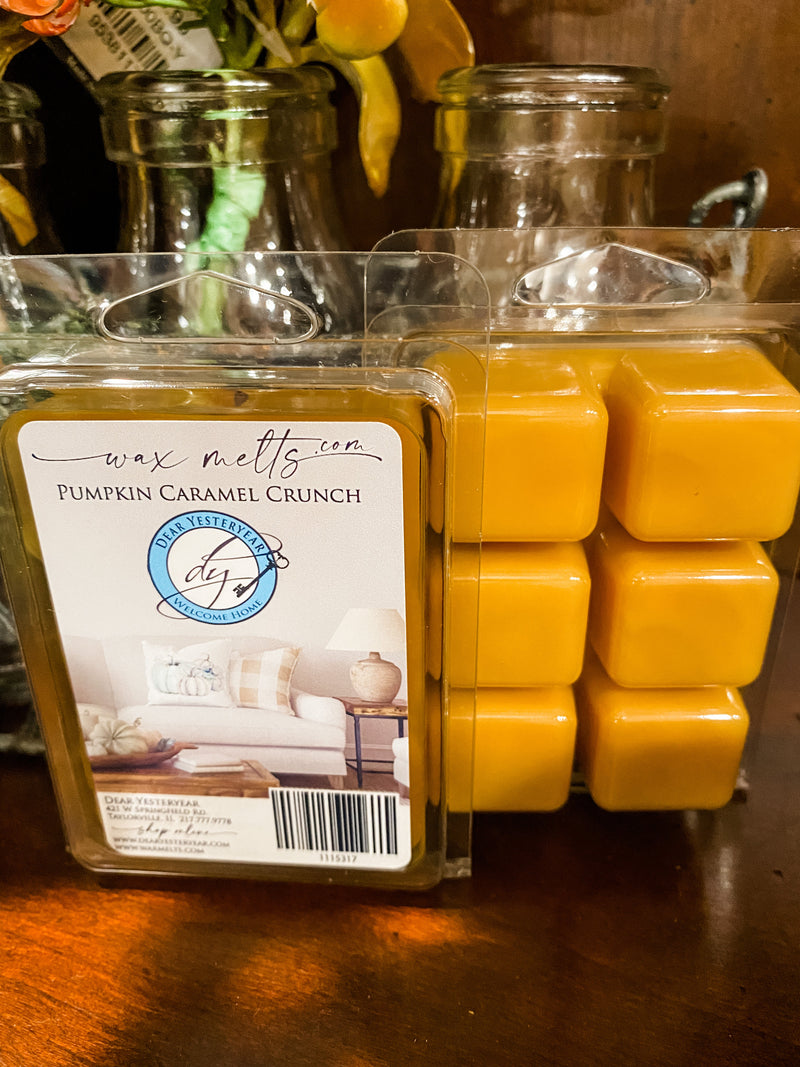 wax melts.com
PUMPKIN CARAMEL CRUNCH
DEAR YESTERYEAR
dy
WELCOME HOME
DEAR YESTERYEAR
421 W SPRINGFIELD RD.
TAYLORVILLE, IL 217.777.9778
shop online
WWW.DEARYESTERYEAR.COM
WWW.WAXMELTS.COM
1115317